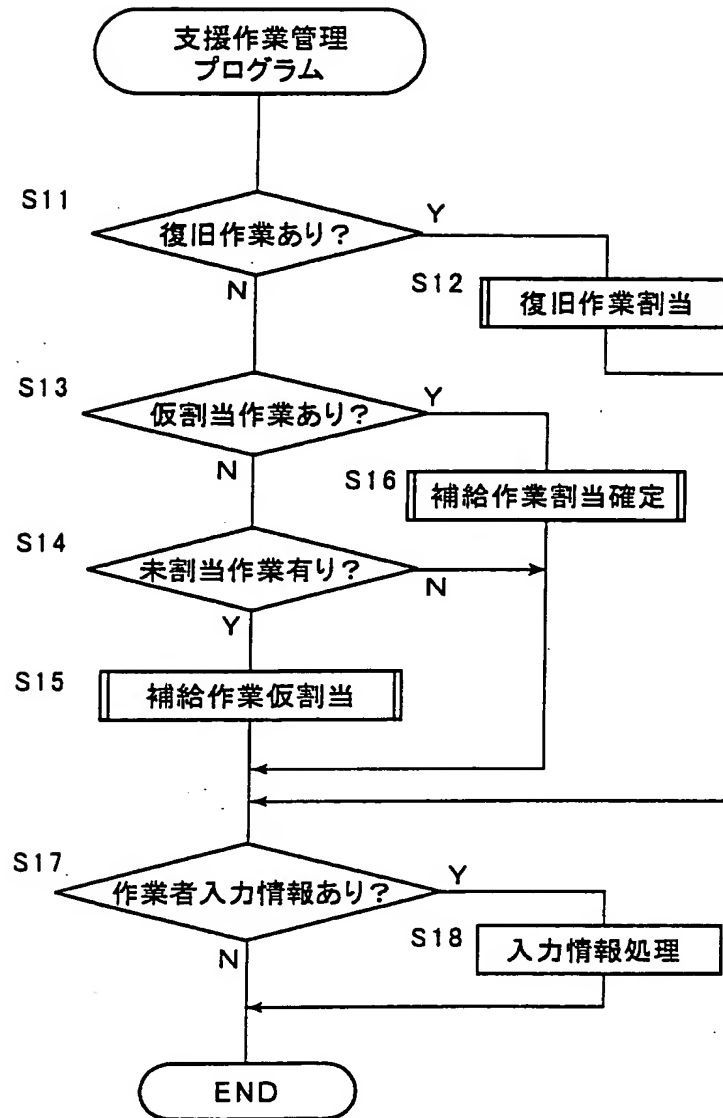 支援作業管理
プログラム
S11
復旧作業あり?
Y
N
S12
復旧作業割当
S13
仮割当作業あり?
Y
N
S16
補給作業割当確定
S14
未割当作業有り?
N
Y
S15
補給作業仮割当
S17
作業者入力情報あり?
Y
N
S18
入力情報処理
END